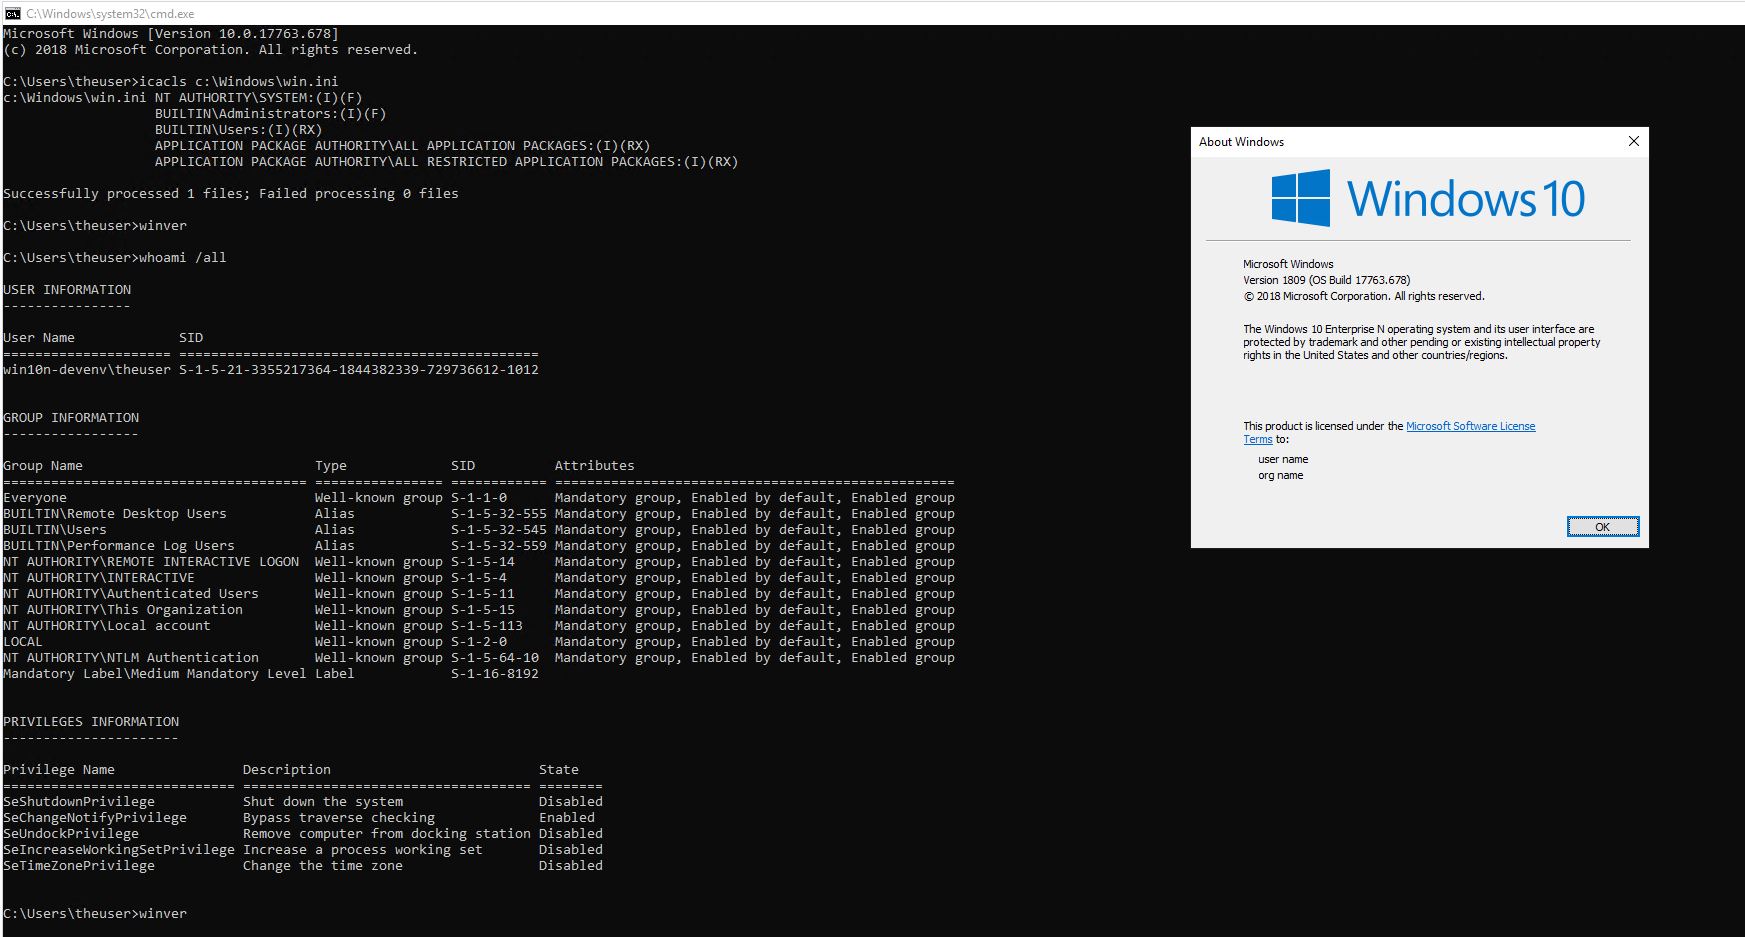 C:\Windows\system32\cmd.exe
Microsoft Windows [Version 10.0.17763.678]
(c) 2018 Microsoft Corporation. All rights reserved.
C:\Users\theuser>icacls c:\Windows\win.ini
c:\Windows\win.ini NT AUTHORITY\SYSTEM:(I)(F)
BUILTIN\Administrators:(I)(F)
BUILTIN\Users:(I)(RX)
APPLICATION PACKAGE AUTHORITY\ALL APPLICATION PACKAGES:(I)(RX)
APPLICATION PACKAGE AUTHORITY\ALL RESTRICTED APPLICATION PACKAGES:(I)(RX)
Successfully processed 1 files; Failed processing 0 files
C:\Users\theuser>winver
C:\Users\theuser>whoami /all
USER INFORMATION
----------------
User Name             SID
===================== =============================================
win10n-devenv\theuser S-1-5-21-3355217364-1844382339-729736612-1012
GROUP INFORMATION
-----------------
Group Name                             Type             SID          Attributes
====================================== ================ ============ ==================================================
Everyone                               Well-known group S-1-1-0      Mandatory group, Enabled by default, Enabled group
BUILTIN\Remote Desktop Users           Alias            S-1-5-32-555 Mandatory group, Enabled by default, Enabled group
BUILTIN\Users                          Alias            S-1-5-32-545 Mandatory group, Enabled by default, Enabled group
BUILTIN\Performance Log Users          Alias            S-1-5-32-559 Mandatory group, Enabled by default, Enabled group
NT AUTHORITY\REMOTE INTERACTIVE LOGON  Well-known group S-1-5-14     Mandatory group, Enabled by default, Enabled group
NT AUTHORITY\INTERACTIVE               Well-known group S-1-5-4      Mandatory group, Enabled by default, Enabled group
NT AUTHORITY\Authenticated Users       Well-known group S-1-5-11     Mandatory group, Enabled by default, Enabled group
NT AUTHORITY\This Organization         Well-known group S-1-5-15     Mandatory group, Enabled by default, Enabled group
NT AUTHORITY\Local account             Well-known group S-1-5-113    Mandatory group, Enabled by default, Enabled group
LOCAL                                  Well-known group S-1-2-0      Mandatory group, Enabled by default, Enabled group
NT AUTHORITY\NTLM Authentication       Well-known group S-1-5-64-10  Mandatory group, Enabled by default, Enabled group
Mandatory Label\Medium Mandatory Level Label            S-1-16-8192
PRIVILEGES INFORMATION
----------------------
Privilege Name                Description                          State
============================= ==================================== ========
SeShutdownPrivilege           Shut down the system                 Disabled
SeChangeNotifyPrivilege       Bypass traverse checking             Enabled
SeUndockPrivilege             Remove computer from docking station Disabled
SeIncreaseWorkingSetPrivilege Increase a process working set       Disabled
SeTimeZonePrivilege           Change the time zone                 Disabled
C:\Users\theuser>winver
About Windows
Windows 10
Microsoft Windows
Version 1809 (OS Build 17763.678)
© 2018 Microsoft Corporation. All rights reserved.
The Windows 10 Enterprise N operating system and its user interface are
protected by trademark and other pending or existing intellectual property
rights in the United States and other countries/regions.
This product is licensed under the Microsoft Software License
Terms to:
user name
org name
OK